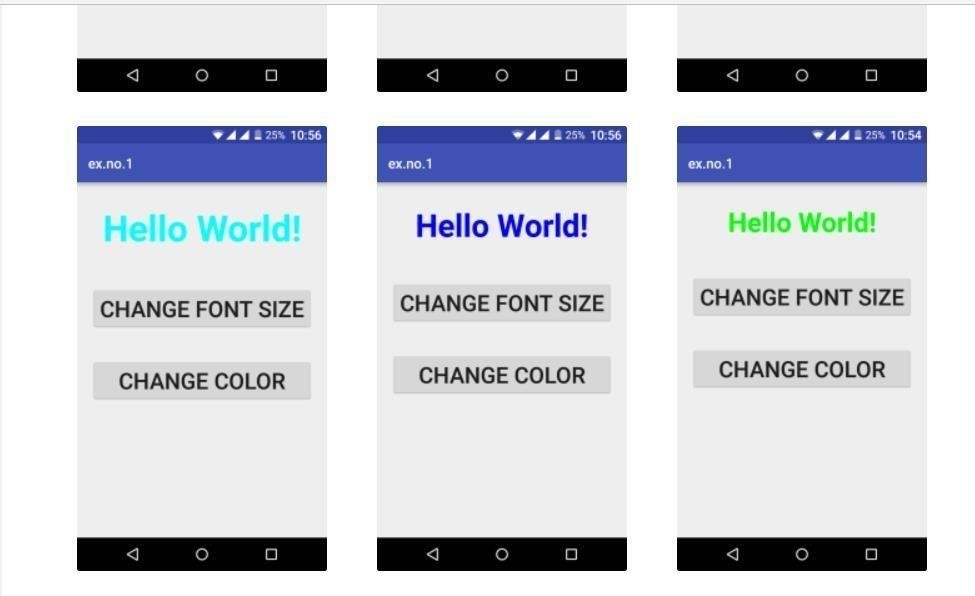 25% 10:56
ex.no.1
Hello World!
CHANGE FONT SIZE
CHANGE COLOR
25% 10:56
ex.no.1
Hello World!
CHANGE FONT SIZE
CHANGE COLOR
25% 10:54
ex.no.1
Hello World!
CHANGE FONT SIZE
CHANGE COLOR